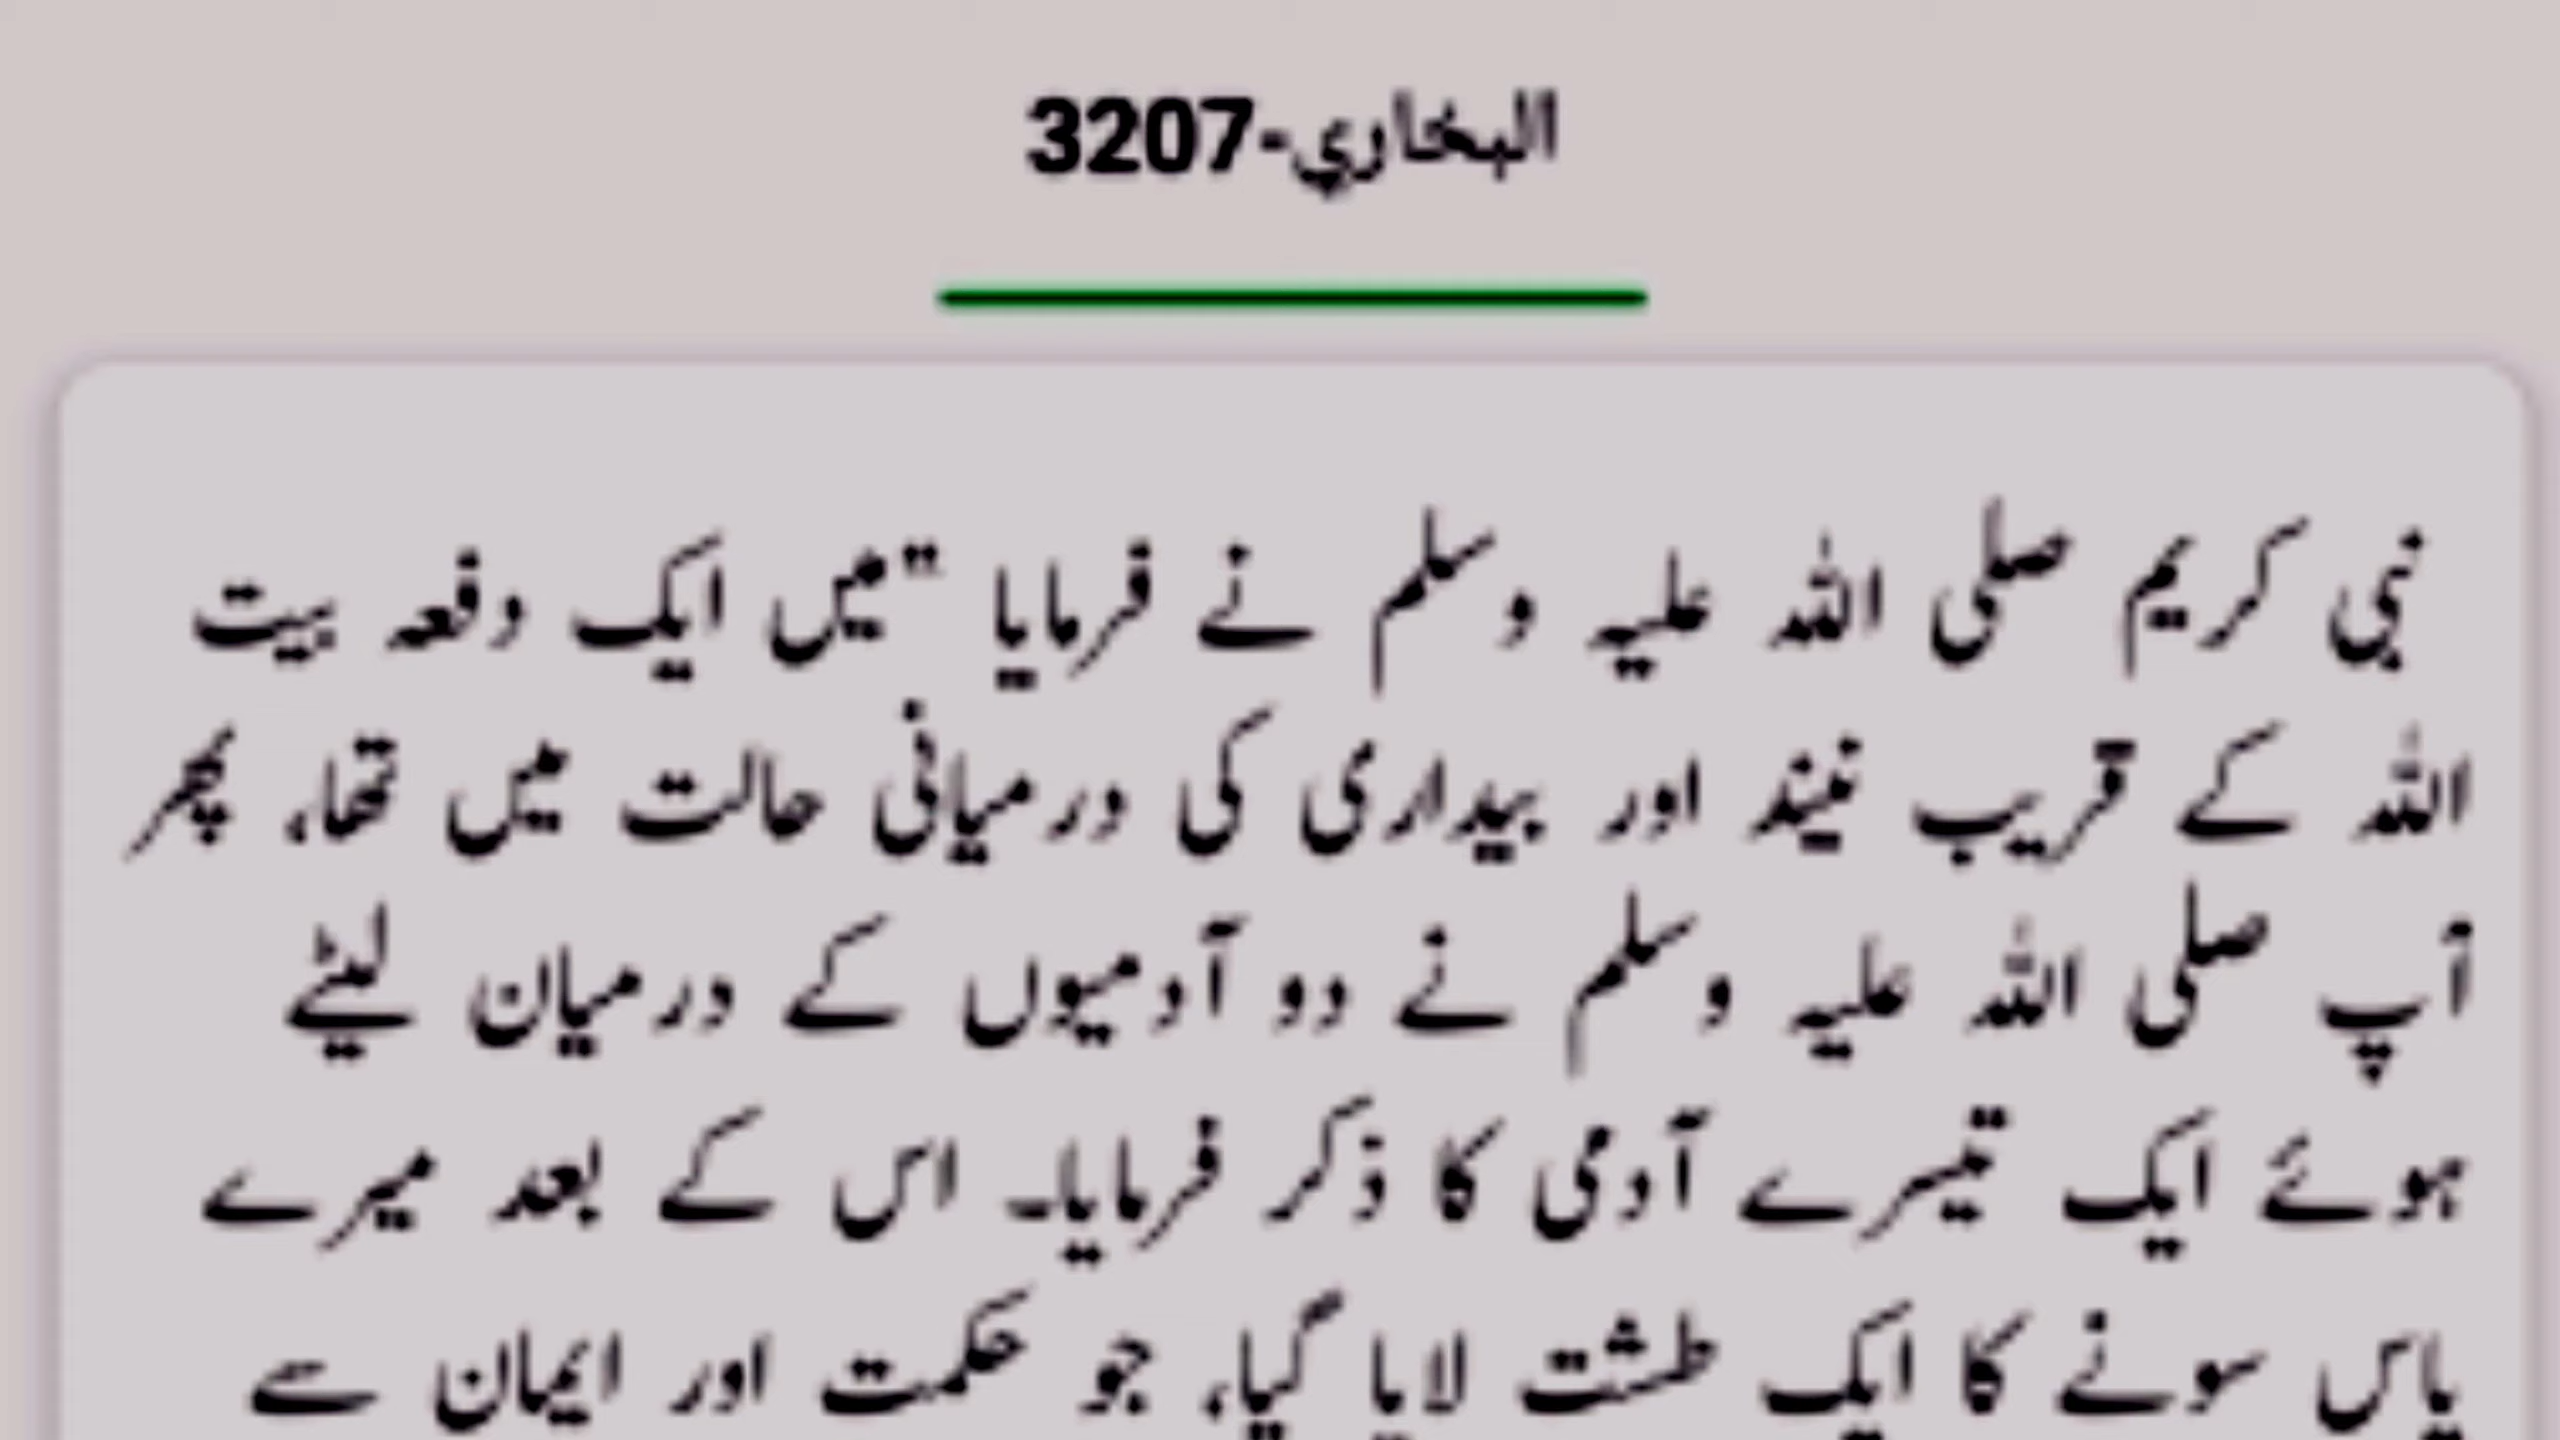 البخاري-3207
نبی کریم صلی اللہ علیہ وسلم نے فرمایا "میں ایک دفعہ بیت
اللہ کے قریب نیند اور بیداری کی درمیانی حالت میں تھا، پھر
آپ صلی اللہ علیہ وسلم نے دو آدمیوں کے درمیان لیٹے
ہوئے ایک تیسرے آدمی کا ذکر فرمایا۔ اس کے بعد میرے
پاس سونے کا ایک طشت لایا گیا، جو حکمت اور ایمان سے